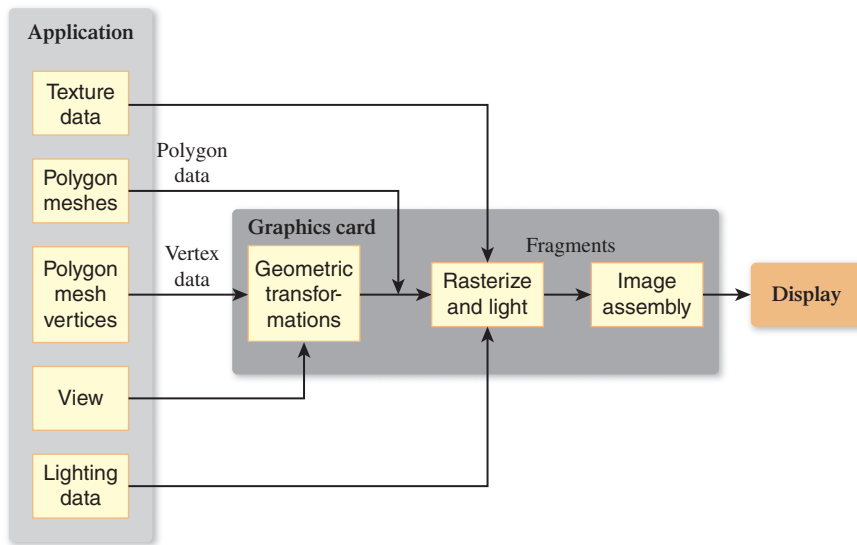 Application
Texture
data
Polygon
meshes
Polygon
data
Polygon
mesh
vertices
Vertex
data
View
Lighting
data
Graphics card
Geometric
transfor-
mations
Rasterize
and light
Fragments
Image
assembly
Display